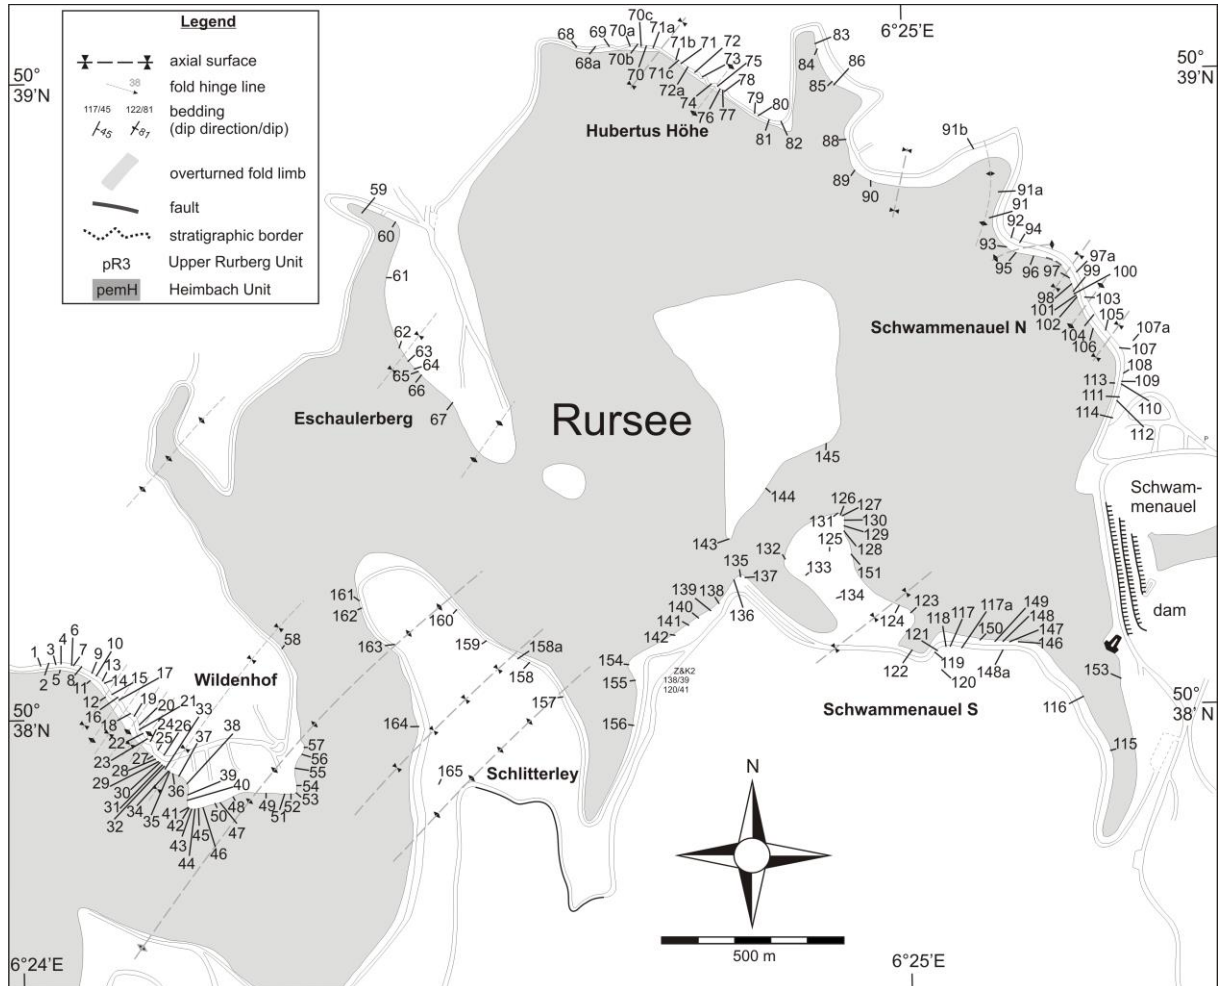 Legend
axial surface
38
fold hinge line
117/45 122/81
bedding
(dip direction/dip)
45 81
overturned fold limb
fault
stratigraphic border
pR3 Upper Rurberg Unit
pemH Heimbach Unit
6°25'E
50°
39'N
50°
39'N
68 69 70a 70c 71a
68a 70b 70 71b 71 72
71c 73 75
72a 78
74 76 77 79 80
81 82
Hubertus Höhe
83
84 86
85
88
89 90
91b
91a
91
92 94
93
95 96 97 97a
99 100
98 101 103
102 104 105
106 107a
107
108
109
113
111 110
114
112
Schwammenauel N
59
60
61
62
63
64
65
66
67
Eschaulerberg
Rursee
145
144
143
P
Schwam-
menauel
dam
126 127
131 130
129
125 128
132
151
133
134
135
137
136
139 138
140
141
142
123
124
121 118 117 117a 149
150 148
147
146
119 148a
122 120
116
153
115
Schwammenauel S
Z&K2
138/39
120/41
154
155
156
161
162
163
160
159
158a
158
157
164
165
Schlitterley
58
Wildenhof
1 3 4 6 7 10
2 5 8 9 13
11 14
12 15 17
16 19 20 21
18 24 26 33
22 25 38
23 27 37
28
29 36 39
30 40
31 34
32 35 41
42 50 48 49 51 52 53
43 45 47
44 46
57
56
55
54
50°
38'N
50°
38'N
N
500 m
6°24'E
6°25'E